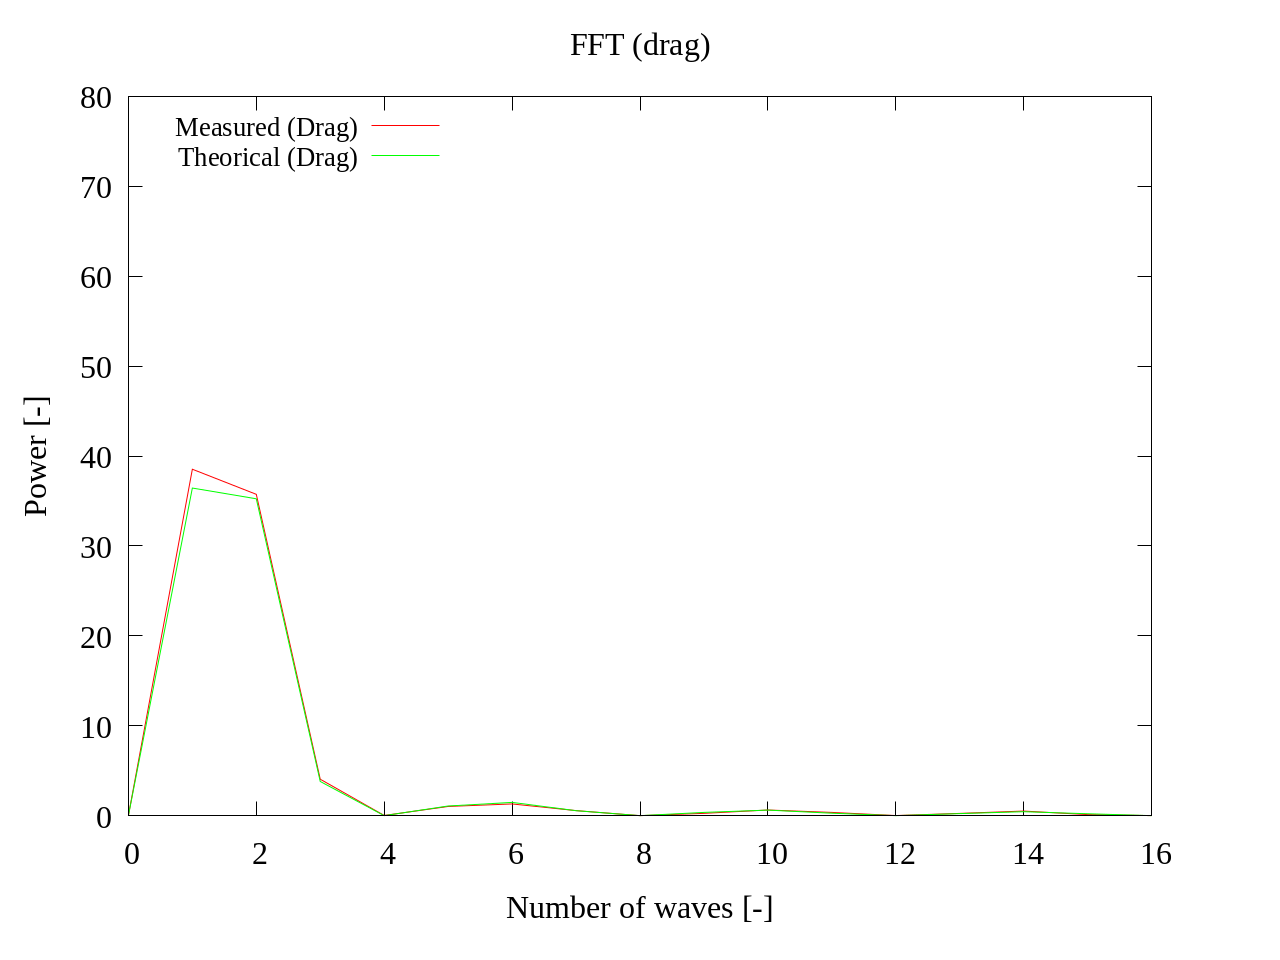 FFT (drag)
Measured (Drag)
Theorical (Drag)
80
70
60
50
40
30
20
10
0
Power [-]
0 2 4 6 8 10 12 14 16
Number of waves [-]